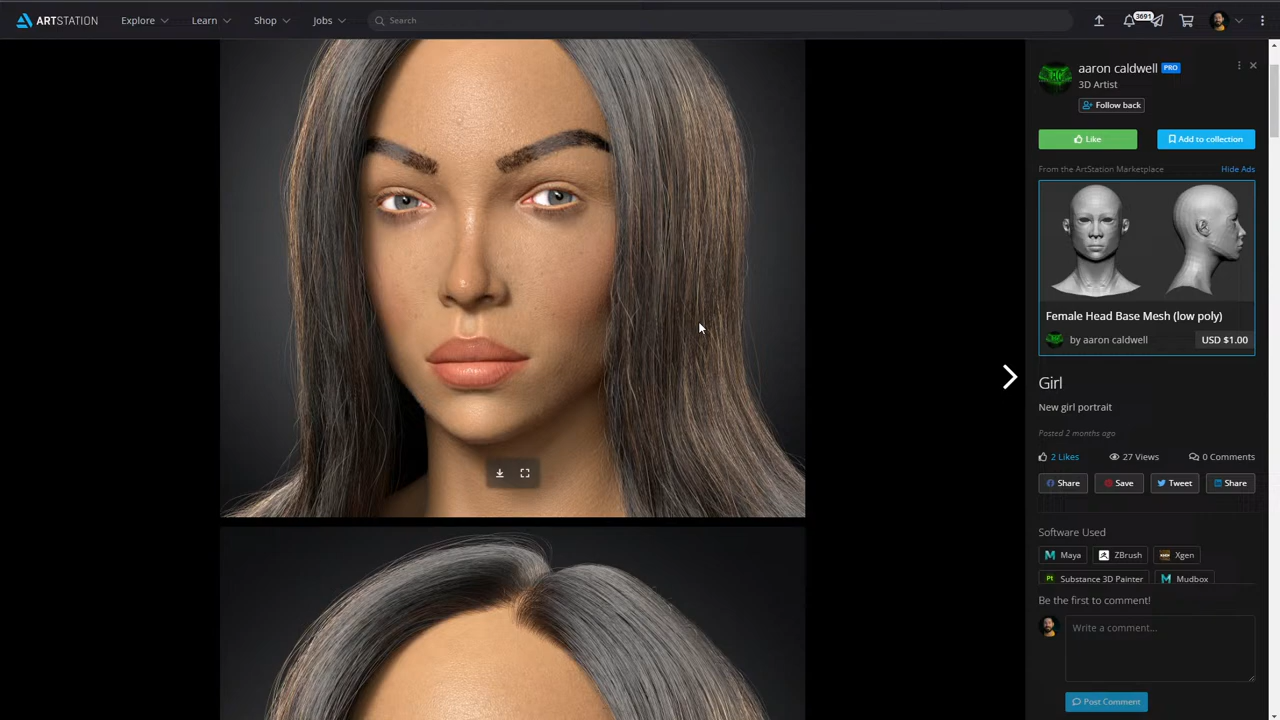 ARTSTATION Explore Learn Shop Jobs Search 3691
aaron caldwell PRO
3D Artist
Follow back
Like Add to collection
From the ArtStation Marketplace Hide Ads
Female Head Base Mesh (low poly)
by aaron caldwell USD $1.00
Girl
New girl portrait
Posted 2 months ago
2 Likes 27 Views 0 Comments
Share Save Tweet Share
Software Used
Maya ZBrush Xgen
Pt Substance 3D Painter Mudbox
Be the first to comment!
Write a comment...
Post Comment